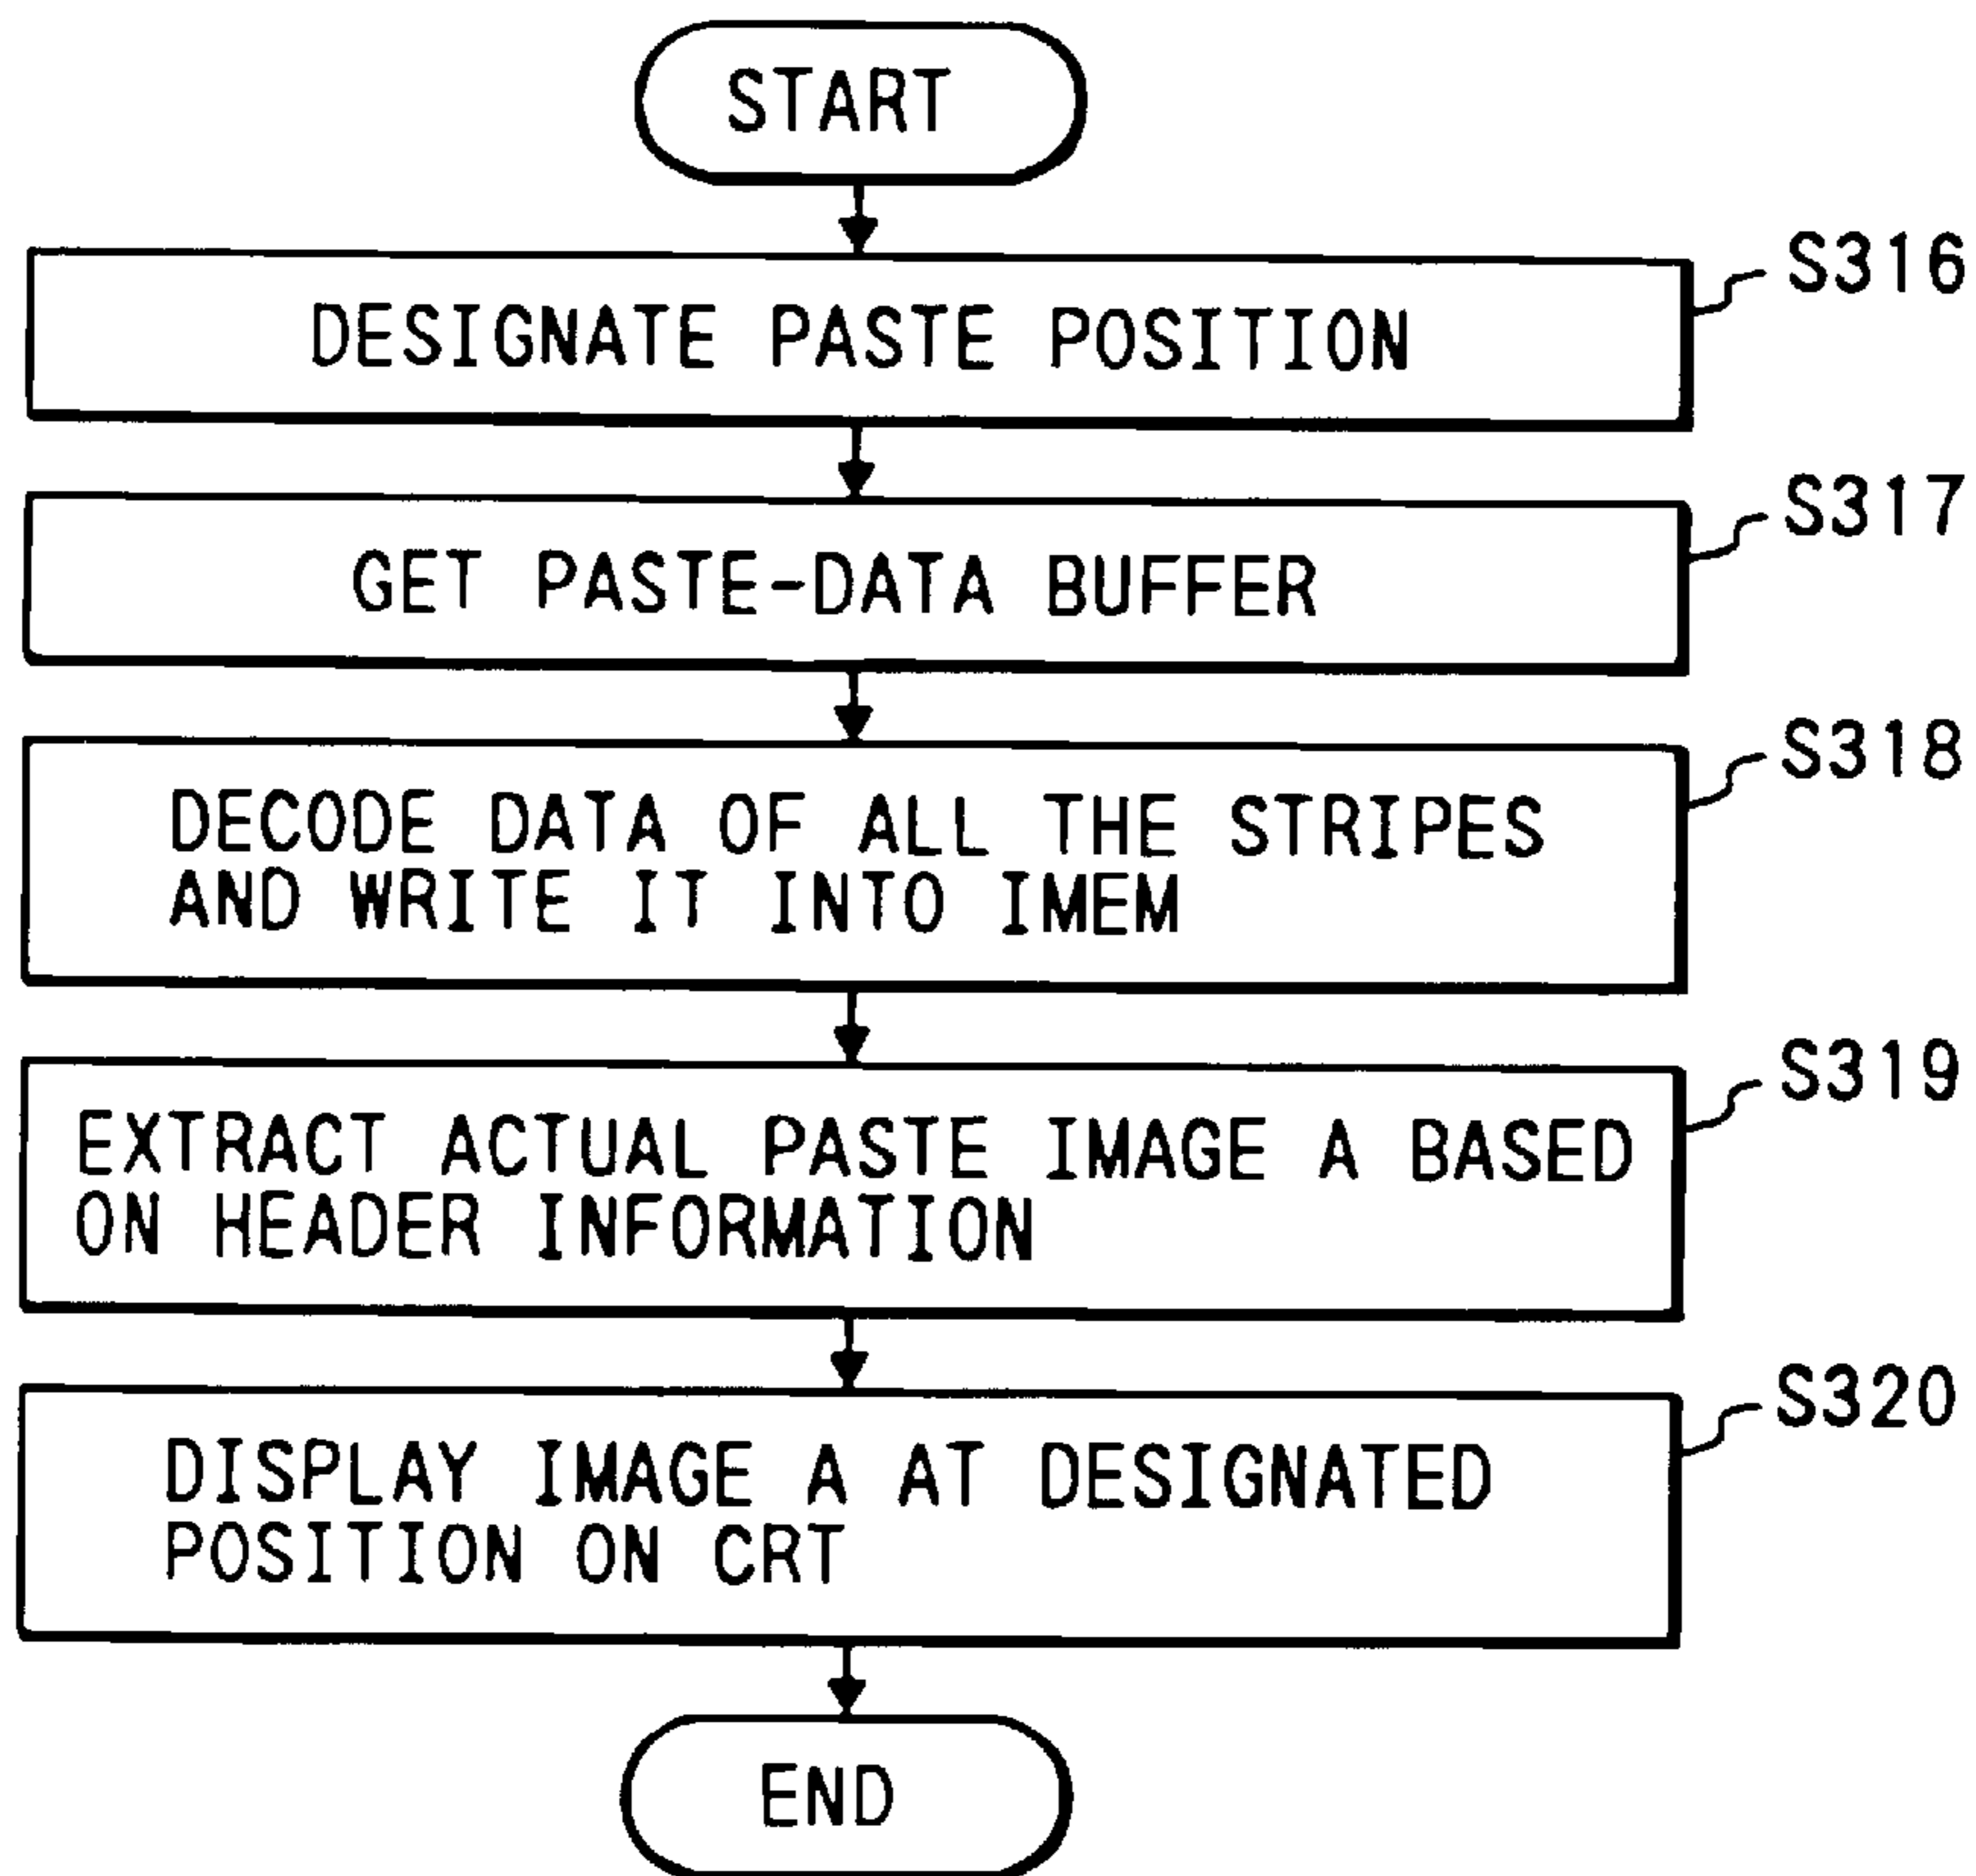 START
S316
DESIGNATE PASTE POSITION
S317
GET PASTE-DATA BUFFER
S318
DECODE DATA OF ALL THE STRIPES
AND WRITE IT INTO IMEM
S319
EXTRACT ACTUAL PASTE IMAGE A BASED
ON HEADER INFORMATION
S320
DISPLAY IMAGE A AT DESIGNATED
POSITION ON CRT
END